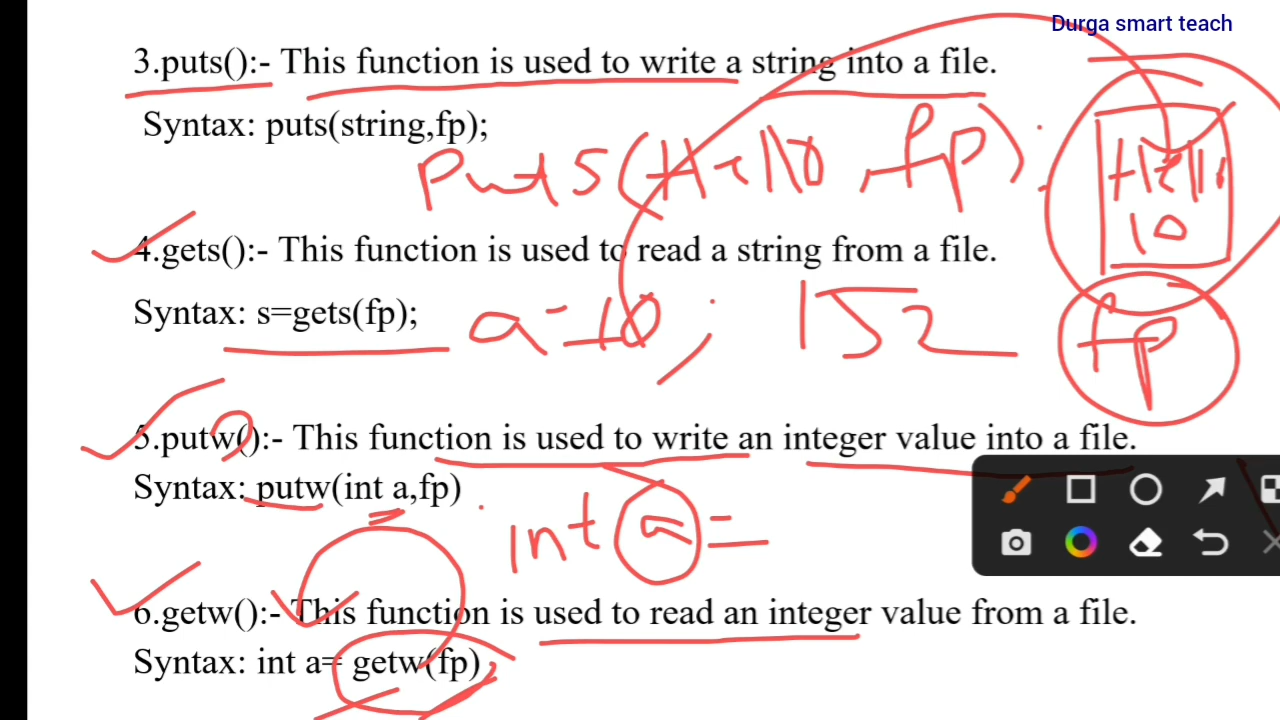 Durga smart teach
3.puts():- This function is used to write a string into a file.
Syntax: puts(string,fp);
puts(Hello,fp);
Hello
10
4.gets():- This function is used to read a string from a file.
Syntax: s=gets(fp);
a=10; 152
fp
5.putw():- This function is used to write an integer value into a file.
Syntax: putw(int a,fp)
int a=
6.getw():- This function is used to read an integer value from a file.
Syntax: int a= getw(fp)